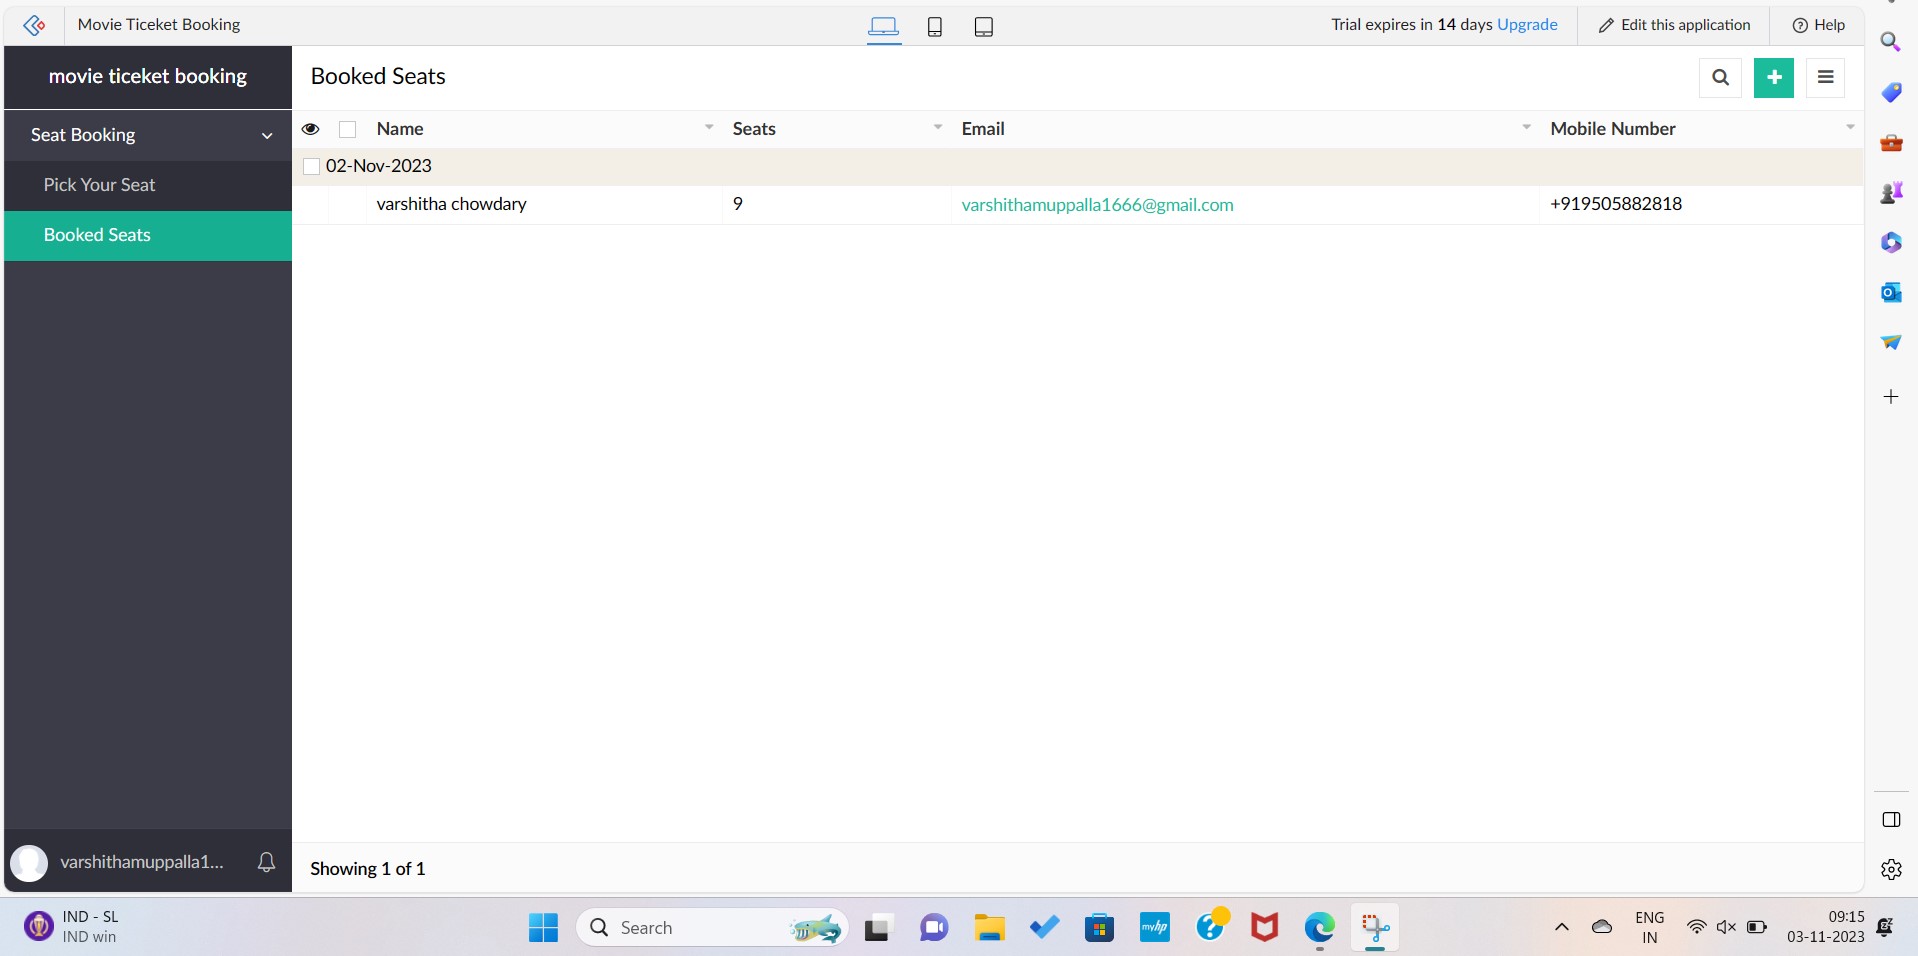 Movie Ticeket Booking
Trial expires in 14 days Upgrade
Edit this application
Help
movie ticeket booking
Booked Seats
Seat Booking
Pick Your Seat
Booked Seats
Name Seats Email Mobile Number
02-Nov-2023
varshitha chowdary 9 varshithamuppalla1666@gmail.com +919505882818
varshithamuppalla1...
Showing 1 of 1
IND - SL
IND win
Search
myhp
ENG
IN
09:15
03-11-2023